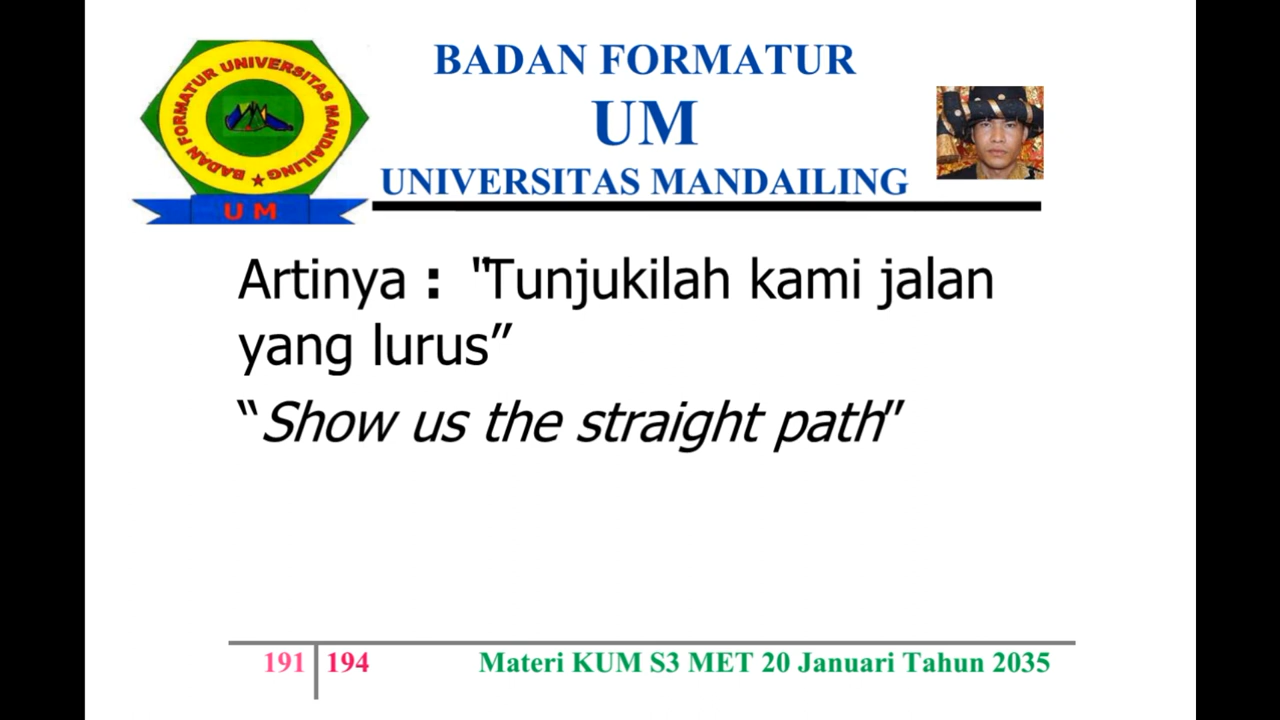 BADAN FORMATUR UNIVERSITAS MANDAILING
U M
BADAN FORMATUR
UM
UNIVERSITAS MANDAILING
Artinya : "Tunjukilah kami jalan
yang lurus”
“Show us the straight path”
191 194 Materi KUM S3 MET 20 Januari Tahun 2035